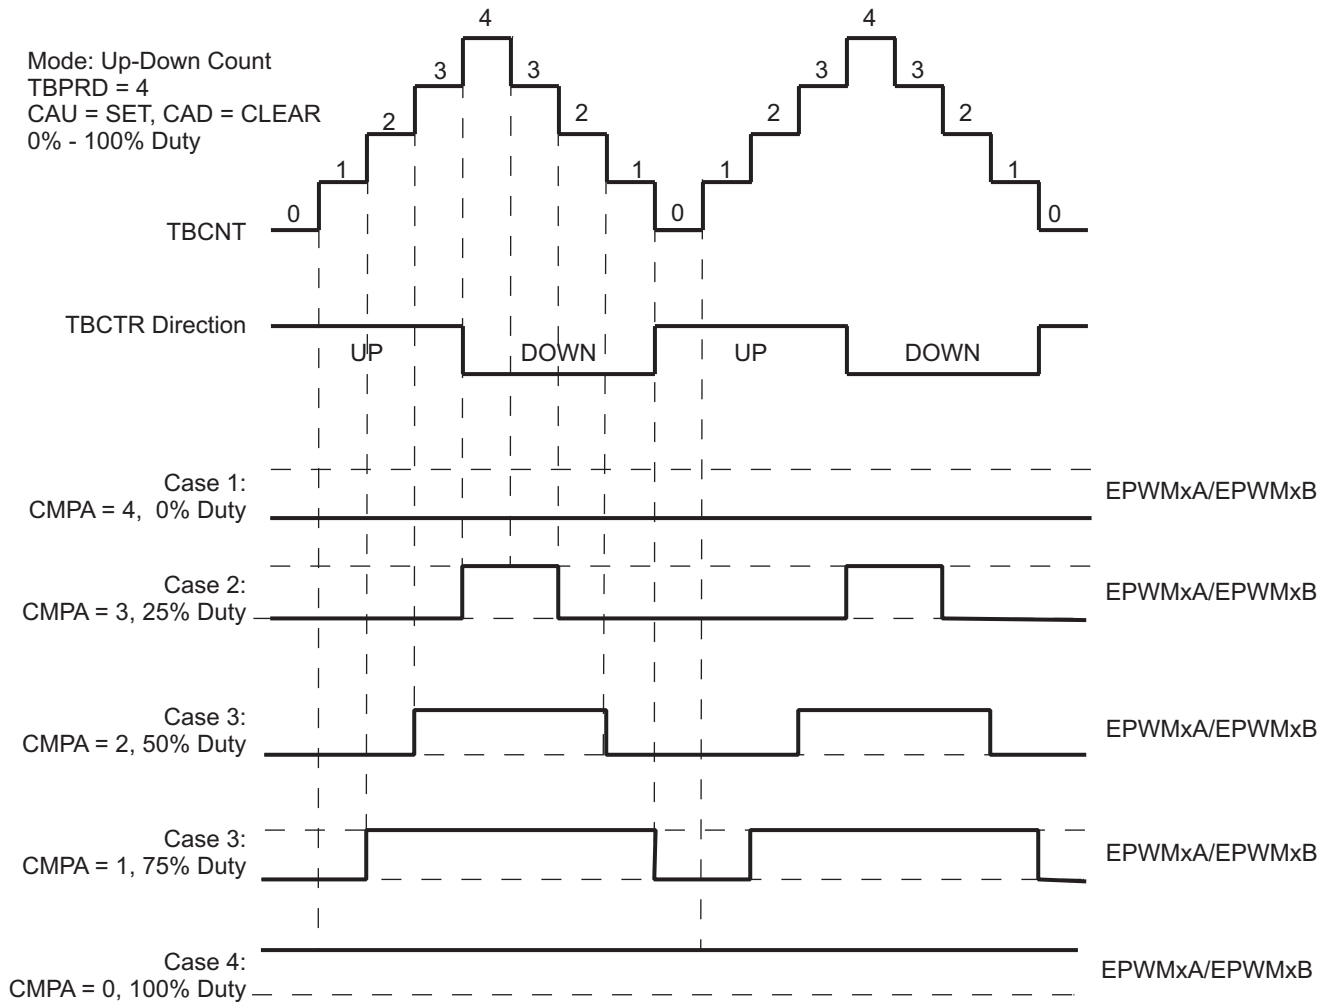 4
4
Mode: Up-Down Count
TBPRD = 4
CAU = SET, CAD = CLEAR
0% - 100% Duty
3
3
3
3
2
2
2
2
1
1
1
1
0
0
0
TBCNT
TBCTR Direction
UP
DOWN
UP
DOWN
Case 1:
CMPA = 4, 0% Duty
EPWMxA/EPWMxB
Case 2:
CMPA = 3, 25% Duty
EPWMxA/EPWMxB
Case 3:
CMPA = 2, 50% Duty
EPWMxA/EPWMxB
Case 3:
CMPA = 1, 75% Duty
EPWMxA/EPWMxB
Case 4:
CMPA = 0, 100% Duty
EPWMxA/EPWMxB